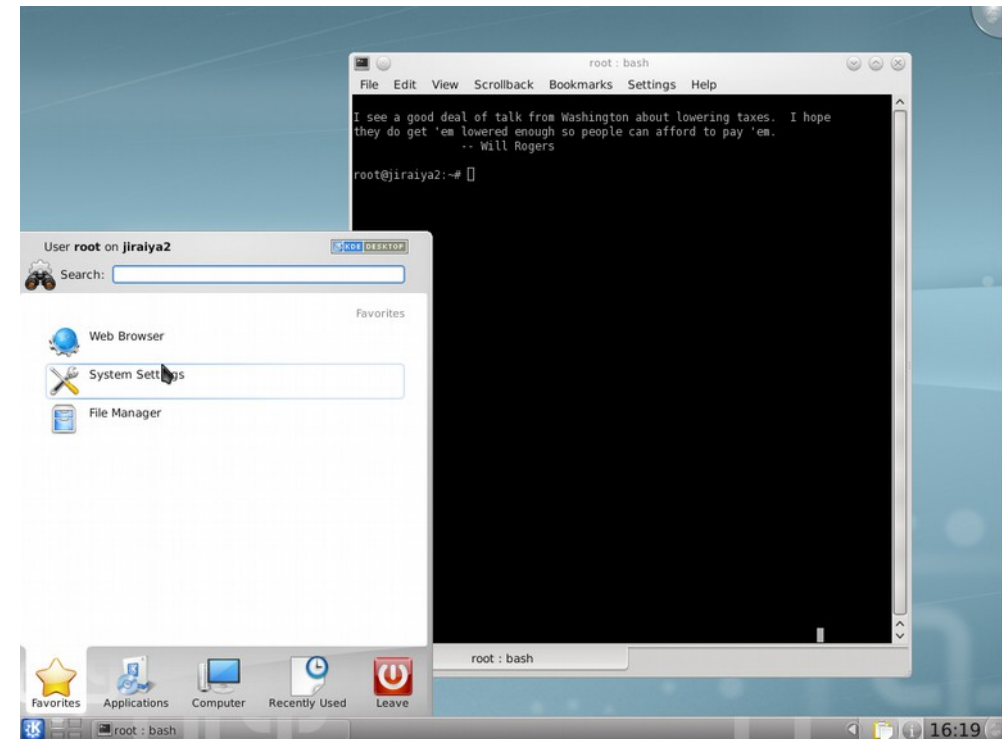 root : bash
File Edit View Scrollback Bookmarks Settings Help
I see a good deal of talk from Washington about lowering taxes. I hope
they do get 'em lowered enough so people can afford to pay 'em.
-- Will Rogers
root@jiraiya2:~#
User root on jiraiya2
KDE DESKTOP
Search:
Favorites
Web Browser
System Settings
File Manager
root : bash
Favorites Applications Computer Recently Used Leave
root : bash
16:19